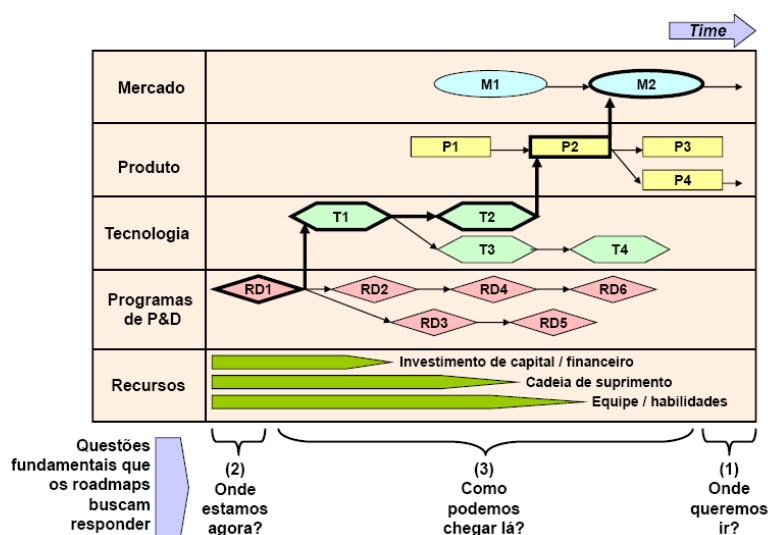 Time
Mercado
M1
M2
Produto
P1
P2
P3
P4
Tecnologia
T1
T2
T3
T4
Programas
de P&D
RD1
RD2
RD4
RD6
RD3
RD5
Recursos
Investimento de capital / financeiro
Cadeia de suprimento
Equipe / habilidades
Questões
fundamentais que
os roadmaps
buscam
responder
(2)
Onde
estamos
agora?
(3)
Como
podemos
chegar lá?
(1)
Onde
queremos
ir?